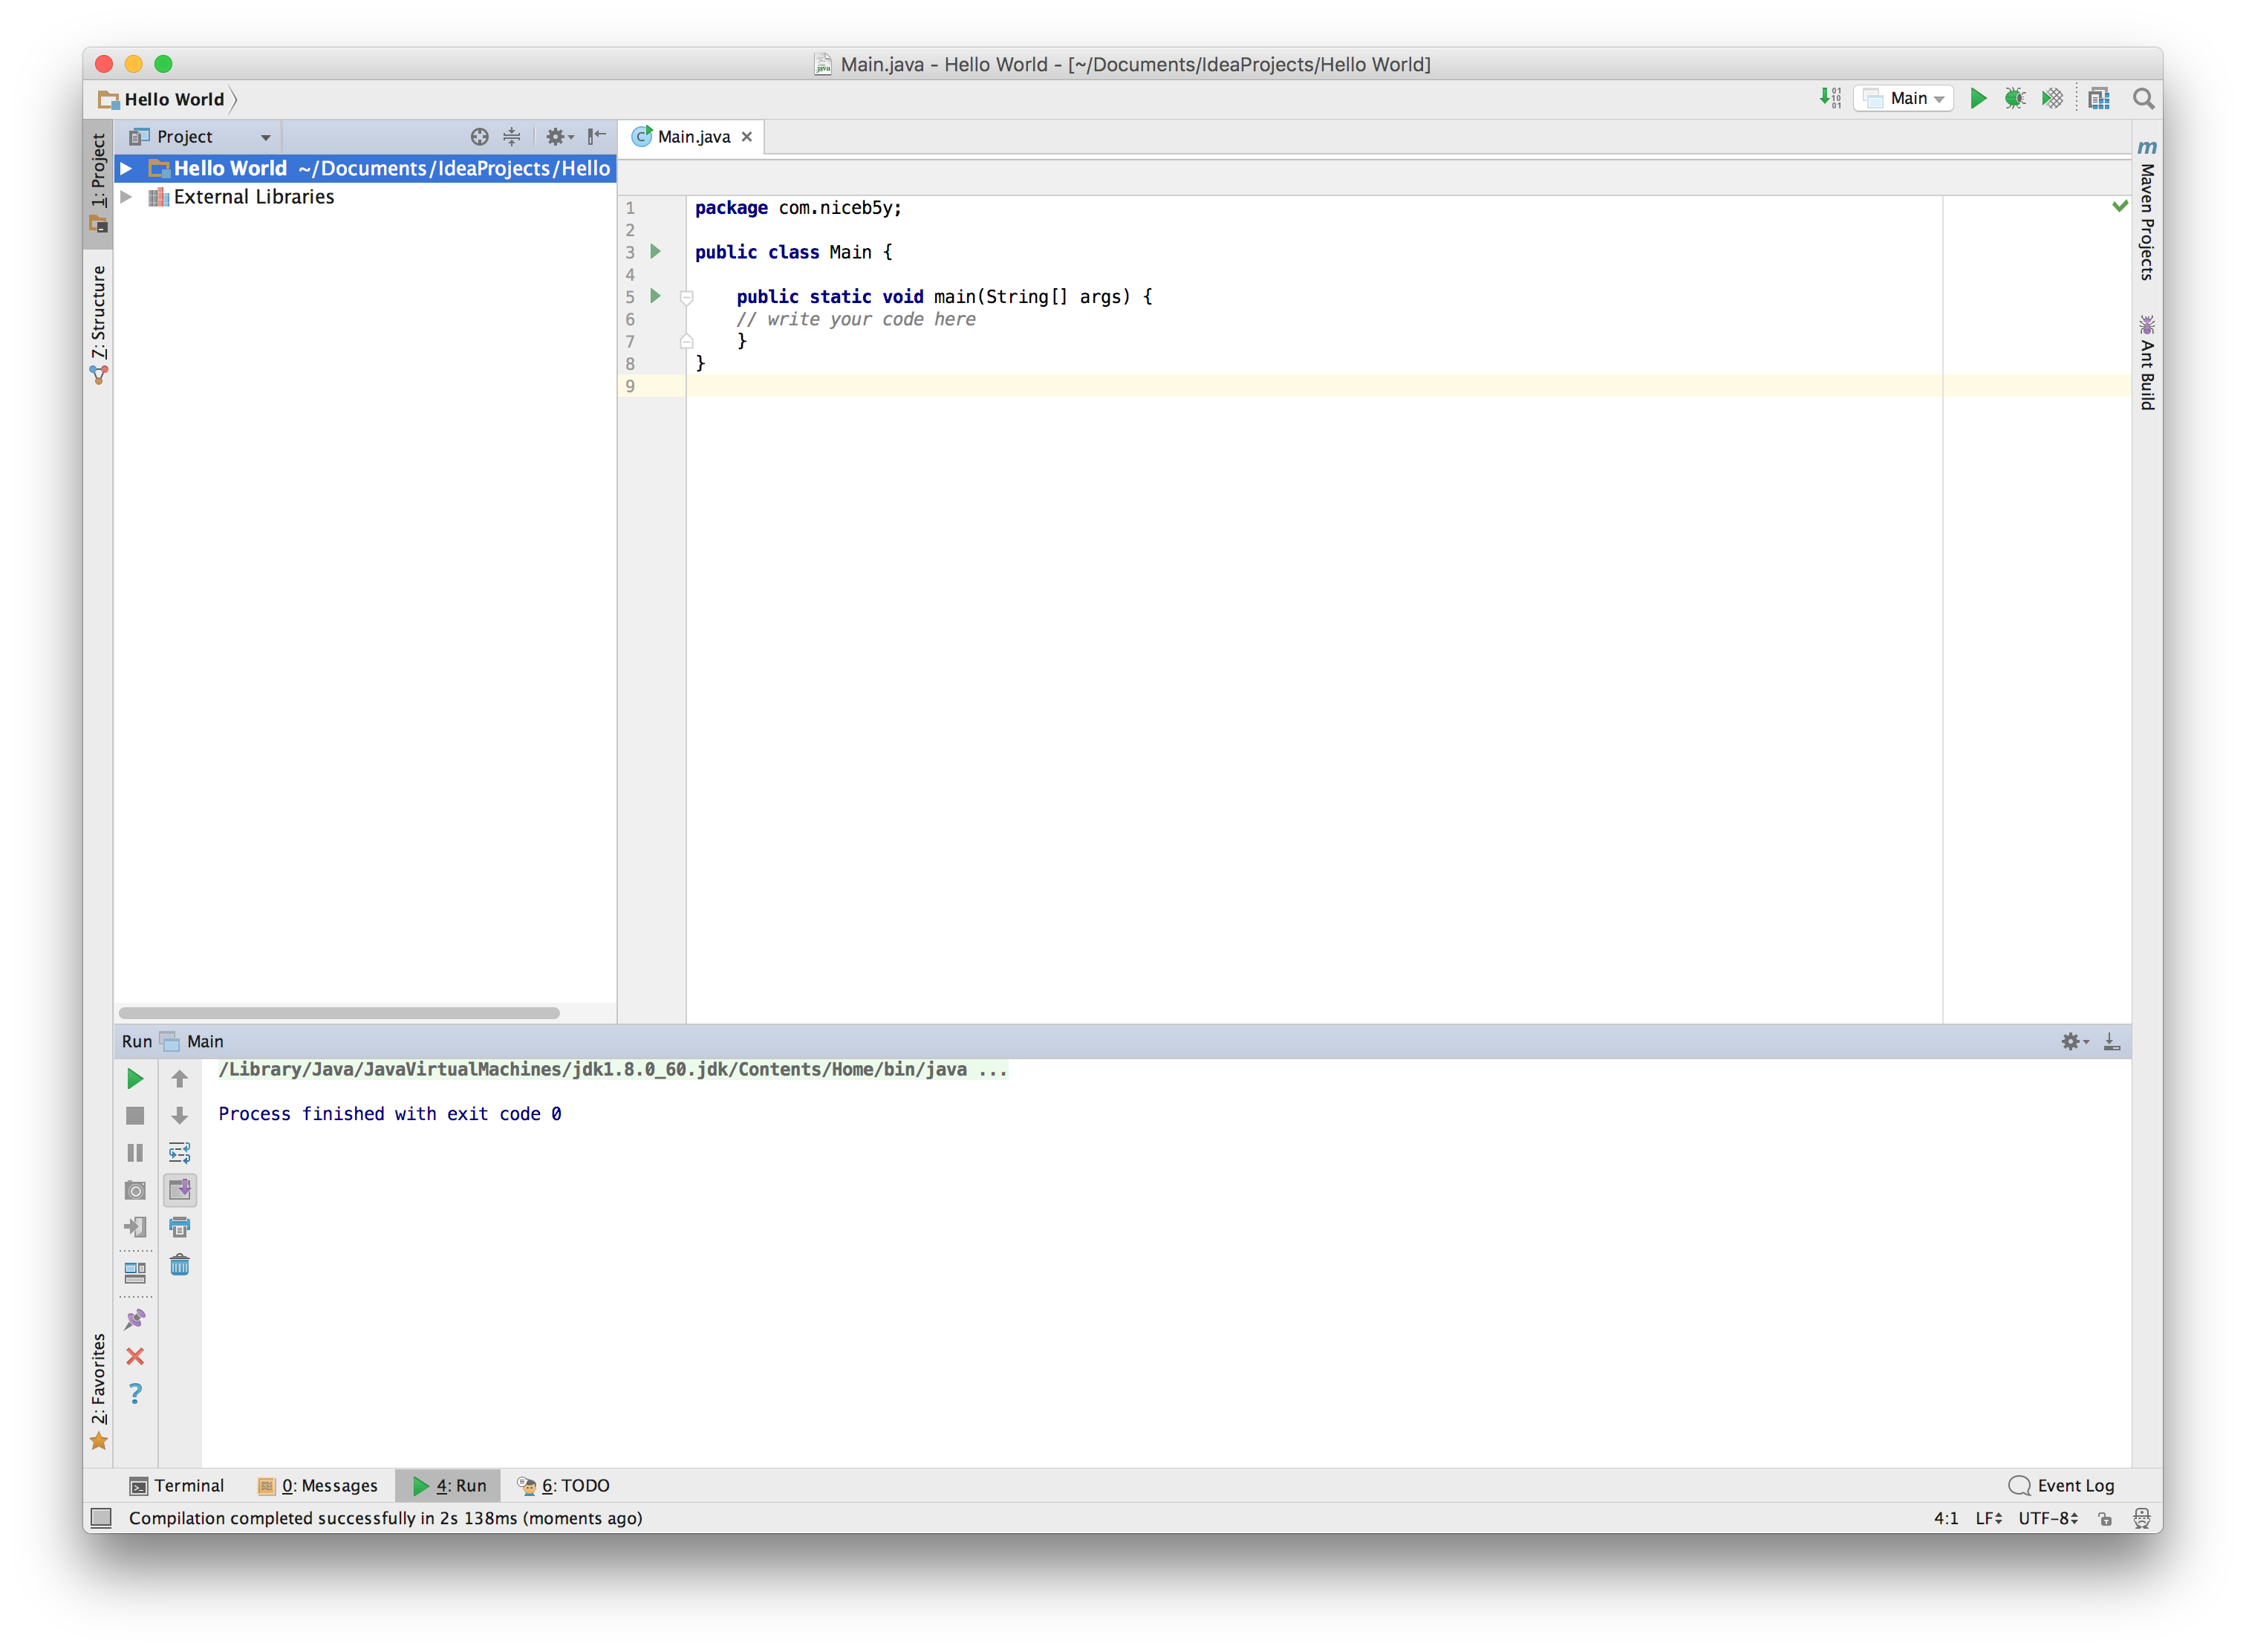 Main.java - Hello World - [~/Documents/IdeaProjects/Hello World]
Hello World
Main
1: Project
Project
Main.java
Hello World ~/Documents/IdeaProjects/Hello
External Libraries
7: Structure
2: Favorites
Maven Projects
Ant Build
1 package com.niceb5y;
2
3 public class Main {
4
5 public static void main(String[] args) {
6 // write your code here
7 }
8 }
9
Run Main
/Library/Java/JavaVirtualMachines/jdk1.8.0_60.jdk/Contents/Home/bin/java ...
Process finished with exit code 0
Terminal 0: Messages 4: Run 6: TODO Event Log
Compilation completed successfully in 2s 138ms (moments ago) 4:1 LF UTF-8